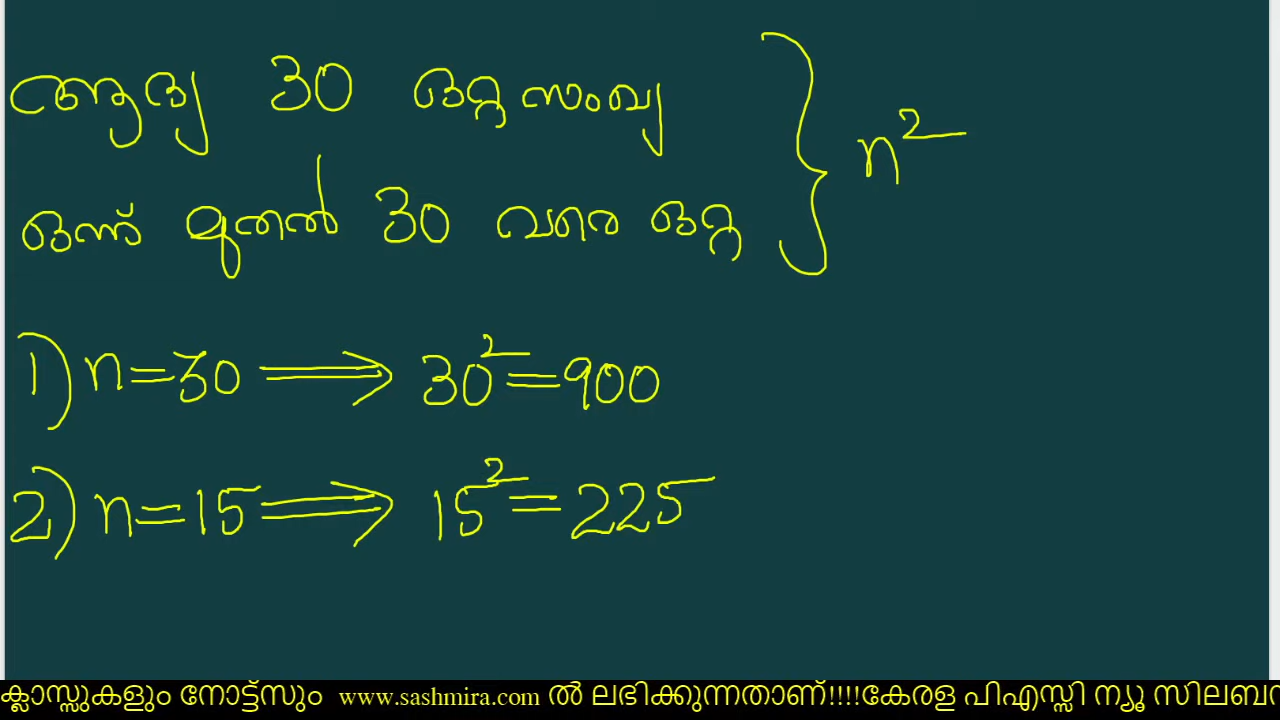 ആദ്യ 30 ഒറ്റസംഖ്യ
ഒന്ന് മുതൽ 30 വരെ ഒറ്റ
n²
1) n=30 ⟹ 30²=900
2) n=15 ⟹ 15²=225
ക്ലാസ്സുകളും നോട്ട്സും www.sashmira.com ൽ ലഭിക്കുന്നതാണ്!!!!കേരള പിഎസ്സി ന്യൂ സിലബ